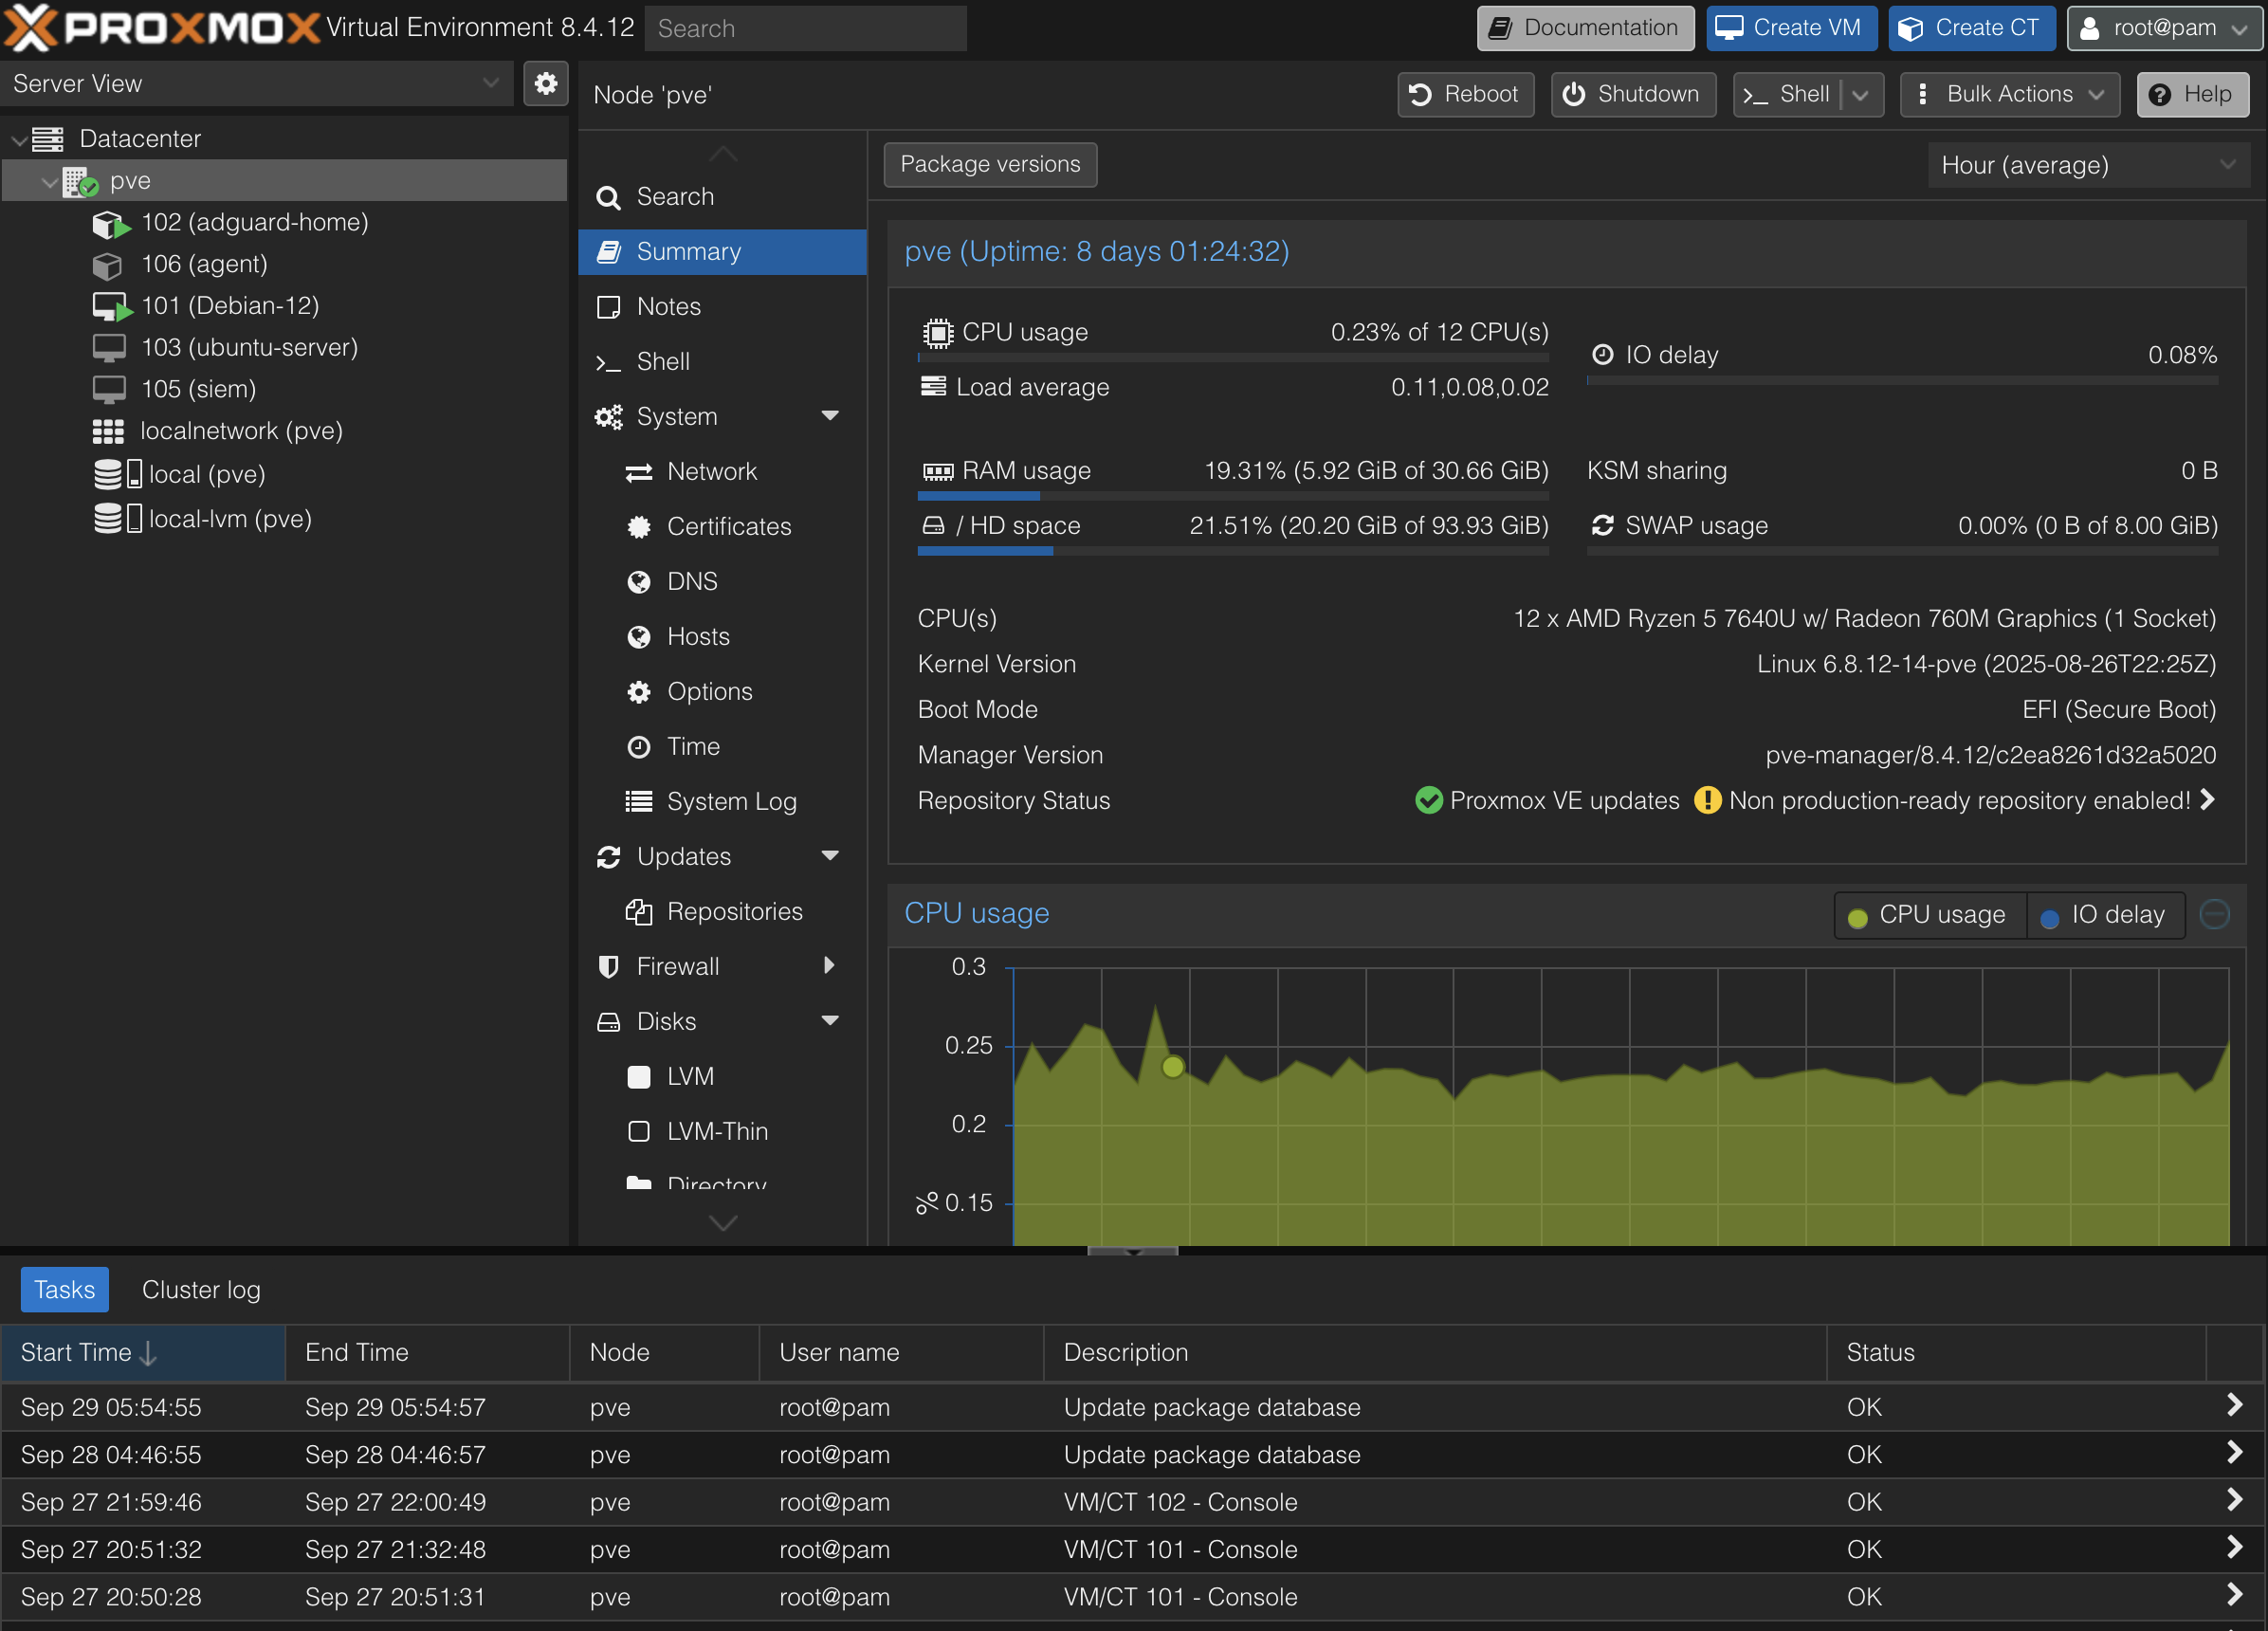 PROXMOX Virtual Environment 8.4.12 Search Documentation Create VM Create CT root@pam
Server View
Datacenter
pve
102 (adguard-home)
106 (agent)
101 (Debian-12)
103 (ubuntu-server)
105 (siem)
localnetwork (pve)
local (pve)
local-lvm (pve)
Node 'pve' Reboot Shutdown Shell Bulk Actions Help
Search
Summary
Notes
Shell
System
Network
Certificates
DNS
Hosts
Options
Time
System Log
Updates
Repositories
Firewall
Disks
LVM
LVM-Thin
Directory
Package versions Hour (average)
pve (Uptime: 8 days 01:24:32)
CPU usage 0.23% of 12 CPU(s)
IO delay 0.08%
Load average 0.11,0.08,0.02
RAM usage 19.31% (5.92 GiB of 30.66 GiB) KSM sharing 0 B
/ HD space 21.51% (20.20 GiB of 93.93 GiB) SWAP usage 0.00% (0 B of 8.00 GiB)
CPU(s) 12 x AMD Ryzen 5 7640U w/ Radeon 760M Graphics (1 Socket)
Kernel Version Linux 6.8.12-14-pve (2025-08-26T22:25Z)
Boot Mode EFI (Secure Boot)
Manager Version pve-manager/8.4.12/c2ea8261d32a5020
Repository Status Proxmox VE updates Non production-ready repository enabled!
CPU usage CPU usage IO delay
0.3
0.25
0.2
% 0.15
Tasks Cluster log
Start Time End Time Node User name Description Status
Sep 29 05:54:55 Sep 29 05:54:57 pve root@pam Update package database OK
Sep 28 04:46:55 Sep 28 04:46:57 pve root@pam Update package database OK
Sep 27 21:59:46 Sep 27 22:00:49 pve root@pam VM/CT 102 - Console OK
Sep 27 20:51:32 Sep 27 21:32:48 pve root@pam VM/CT 101 - Console OK
Sep 27 20:50:28 Sep 27 20:51:31 pve root@pam VM/CT 101 - Console OK